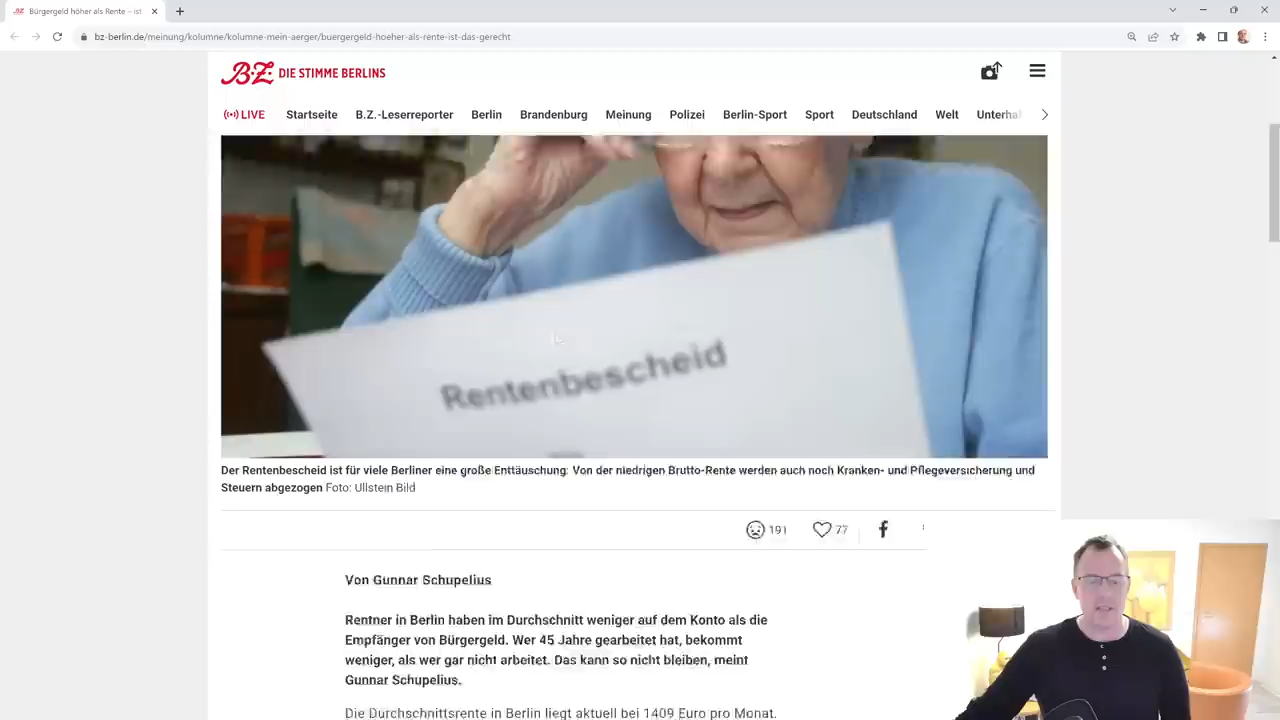 Bürgergeld höher als Rente – ist
bz-berlin.de/meinung/kolumne/kolumne-mein-aerger/buergergeld-hoeher-als-rente-ist-das-gerecht
B.Z. DIE STIMME BERLINS
LIVE Startseite B.Z.-Leserreporter Berlin Brandenburg Meinung Polizei Berlin-Sport Sport Deutschland Welt Unterha
Rentenbescheid
Der Rentenbescheid ist für viele Berliner eine große Enttäuschung: Von der niedrigen Brutto-Rente werden auch noch Kranken- und Pflegeversicherung und
Steuern abgezogen Foto: Ullstein Bild
191 77
Von Gunnar Schupelius
Rentner in Berlin haben im Durchschnitt weniger auf dem Konto als die
Empfänger von Bürgergeld. Wer 45 Jahre gearbeitet hat, bekommt
weniger, als wer gar nicht arbeitet. Das kann so nicht bleiben, meint
Gunnar Schupelius.
Die Durchschnittsrente in Berlin liegt aktuell bei 1409 Euro pro Monat.